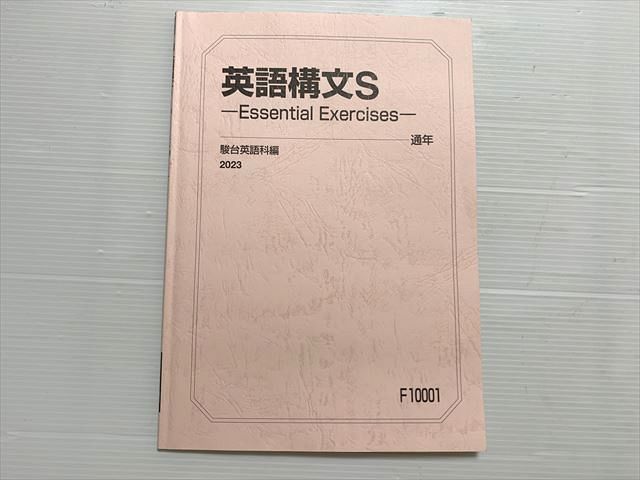 英語構文S
—Essential Exercises—
通年
駿台英語科編
2023
F10001